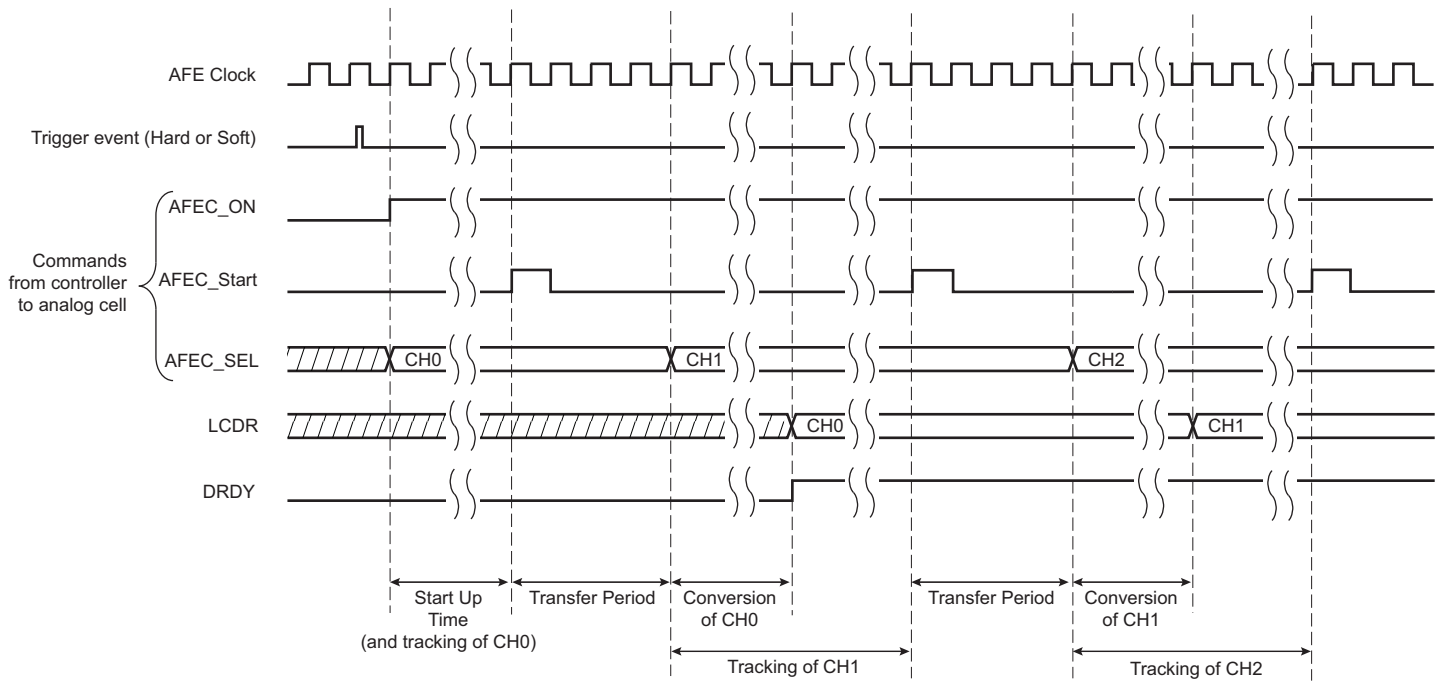 AFE Clock
Trigger event (Hard or Soft)
AFEC_ON
Commands
from controller
to analog cell
AFEC_Start
AFEC_SEL
CH0
CH1
CH2
LCDR
CH0
CH1
DRDY
Start Up
Time
(and tracking of CH0)
Transfer Period
Conversion
of CH0
Transfer Period
Conversion
of CH1
Tracking of CH1
Tracking of CH2